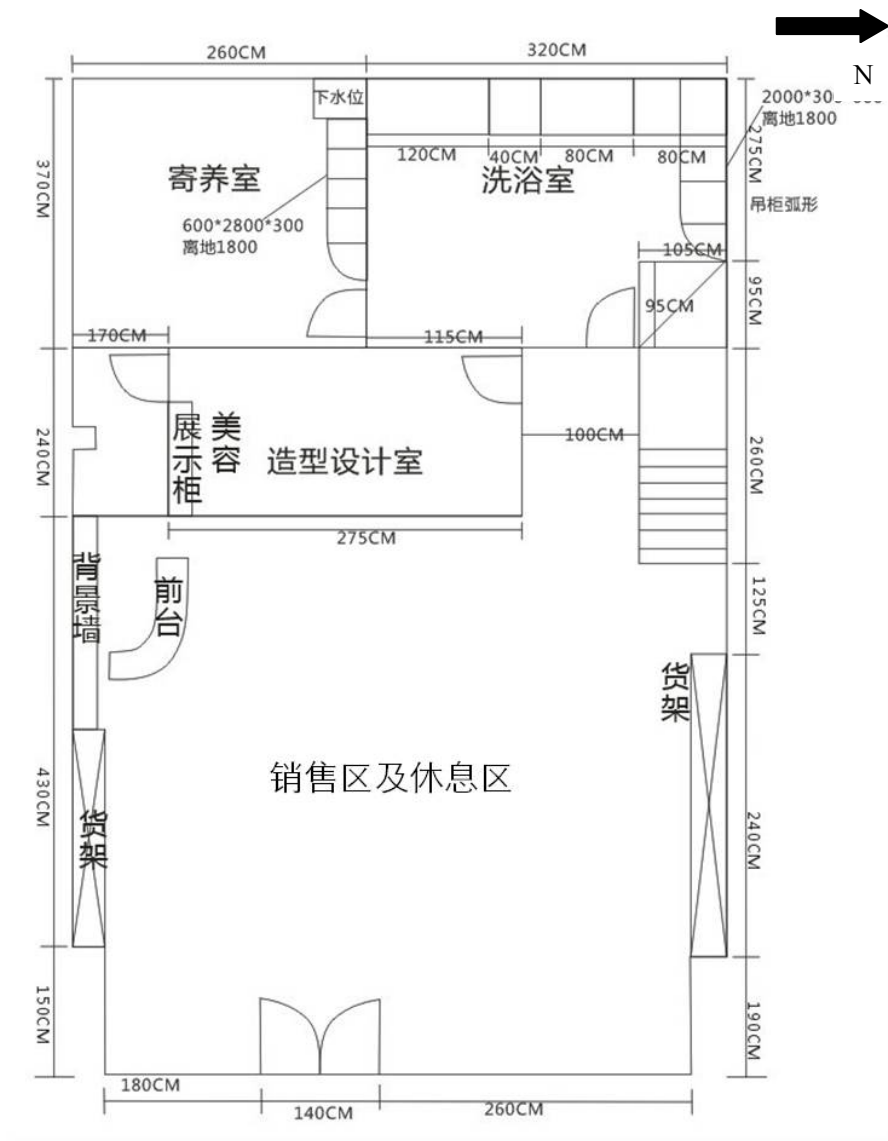 N
260CM
320CM
下水位
2000*30
离地1800
120CM
40CM
80CM
80CM
275CM
370CM
寄养室
洗浴室
600*2800*300
离地1800
吊柜弧形
105CM
95CM
95CM
170CM
115CM
240CM
展示柜
美容
造型设计室
100CM
260CM
275CM
背景墙
前台
125CM
货架
销售区及休息区
430CM
货架
240CM
150CM
190CM
180CM
140CM
260CM